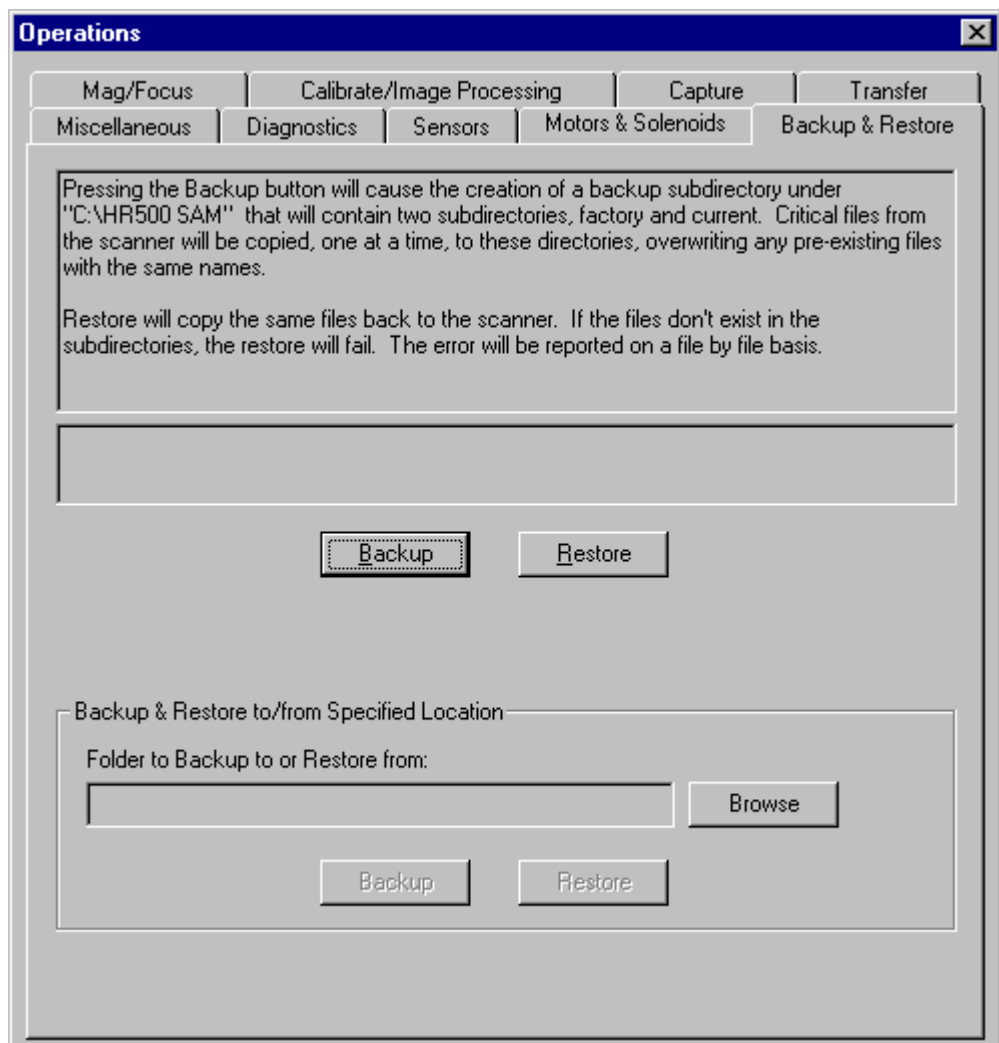 Operations
Mag/Focus Calibrate/Image Processing Capture Transfer
Miscellaneous Diagnostics Sensors Motors & Solenoids Backup & Restore
Pressing the Backup button will cause the creation of a backup subdirectory under
"C:\HR500 SAM" that will contain two subdirectories, factory and current. Critical files from
the scanner will be copied, one at a time, to these directories, overwriting any pre-existing files
with the same names.
Restore will copy the same files back to the scanner. If the files don't exist in the
subdirectories, the restore will fail. The error will be reported on a file by file basis.
Backup Restore
Backup & Restore to/from Specified Location
Folder to Backup to or Restore from:
Browse
Backup Restore